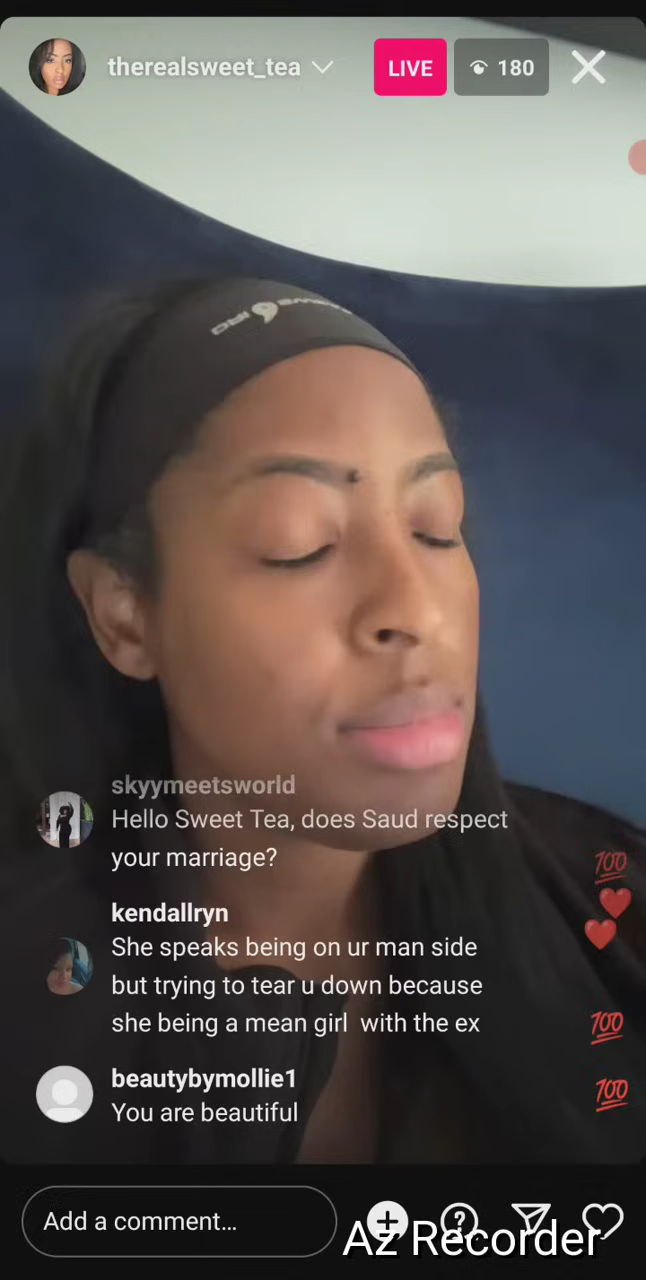 therealsweet_tea
LIVE
180
skyymeetsworld
Hello Sweet Tea, does Saud respect
your marriage?
kendallryn
She speaks being on ur man side
but trying to tear u down because
she being a mean girl with the ex
beautybymollie1
You are beautiful
Add a comment...
Az Recorder